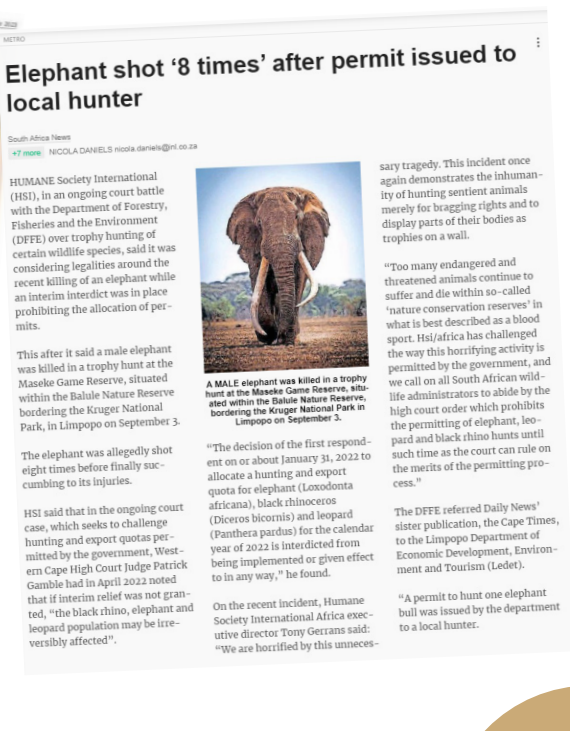 METRO
Elephant shot ‘8 times’ after permit issued to
local hunter
South Africa News
+7 more NICOLA DANIELS nicola.daniels@inl.co.za
HUMANE Society International
(HSI), in an ongoing court battle
with the Department of Forestry,
Fisheries and the Environment
(DFFE) over trophy hunting of
certain wildlife species, said it was
considering legalities around the
recent killing of an elephant while
an interim interdict was in place
prohibiting the allocation of per-
mits.
This after it said a male elephant
was killed in a trophy hunt at the
Maseke Game Reserve, situated
within the Balule Nature Reserve
bordering the Kruger National
Park, in Limpopo on September 3.
The elephant was allegedly shot
eight times before finally suc-
cumbing to its injuries.
HSI said that in the ongoing court
case, which seeks to challenge
hunting and export quotas per-
mitted by the government, West-
ern Cape High Court Judge Patrick
Gamble had in April 2022 noted
that if interim relief was not gran-
ted, “the black rhino, elephant and
leopard population may be irre-
versibly affected”.
A MALE elephant was killed in a trophy
hunt at the Maseke Game Reserve, situ-
ated within the Balule Nature Reserve,
bordering the Kruger National Park in
Limpopo on September 3.
“The decision of the first respond-
ent on or about January 31, 2022 to
allocate a hunting and export
quota for elephant (Loxodonta
africana), black rhinoceros
(Diceros bicornis) and leopard
(Panthera pardus) for the calendar
year of 2022 is interdicted from
being implemented or given effect
to in any way,” he found.
On the recent incident, Humane
Society International Africa exec-
utive director Tony Gerrans said:
“We are horrified by this unneces-
sary tragedy. This incident once
again demonstrates the inhuman-
ity of hunting sentient animals
merely for bragging rights and to
display parts of their bodies as
trophies on a wall.
“Too many endangered and
threatened animals continue to
suffer and die within so-called
‘nature conservation reserves’ in
what is best described as a blood
sport. Hsi/africa has challenged
the way this horrifying activity is
permitted by the government, and
we call on all South African wild-
life administrators to abide by the
high court order which prohibits
the permitting of elephant, leo-
pard and black rhino hunts until
such time as the court can rule on
the merits of the permitting pro-
cess.”
The DFFE referred Daily News’
sister publication, the Cape Times,
to the Limpopo Department of
Economic Development, Environ-
ment and Tourism (Ledet).
“A permit to hunt one elephant
bull was issued by the department
to a local hunter.